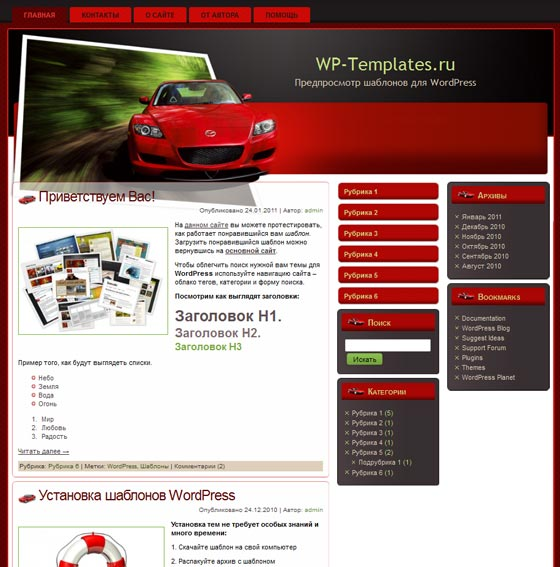 ГЛАВНАЯ
КОНТАКТЫ
О САЙТЕ
ОТ АВТОРА
ПОМОЩЬ
WP-Templates.ru
Предпросмотр шаблонов для WordPress
Приветствуем Вас!
Опубликовано 24.01.2011 | Автор: admin
На данном сайте вы можете протестировать,
как работает понравившийся вам шаблон.
Загрузить понравившийся шаблон можно
вернувшись на основной сайт.
Чтобы облегчить поиск нужной вам темы для
WordPress используйте навигацию сайта –
облако тегов, категории и форму поиска.
Посмотрим как выглядят заголовки:
Заголовок H1.
Заголовок H2.
Заголовок H3
Пример того, как будут выглядеть списки.
Небо
Земля
Вода
Огонь
1. Мир
2. Любовь
3. Радость
Читать далее →
Рубрика: Рубрика 6 | Метки: WordPress, Шаблоны | Комментарии (2)
Установка шаблонов WordPress
Опубликовано 24.12.2010 | Автор: admin
Установка тем не требует особых знаний и
много времени:
1. Скачайте шаблон на свой компьютер
2. Распакуйте архив с шаблоном
Рубрика 1
Рубрика 2
Рубрика 3
Рубрика 4
Рубрика 5
Рубрика 6
Поиск
Искать
Категории
Рубрика 1 (5)
Рубрика 2 (1)
Рубрика 3 (1)
Рубрика 4 (1)
Рубрика 5 (2)
Подрубрика 1 (1)
Рубрика 6 (1)
Архивы
Январь 2011
Декабрь 2010
Ноябрь 2010
Октябрь 2010
Сентябрь 2010
Август 2010
Bookmarks
Documentation
WordPress Blog
Suggest Ideas
Support Forum
Plugins
Themes
WordPress Planet